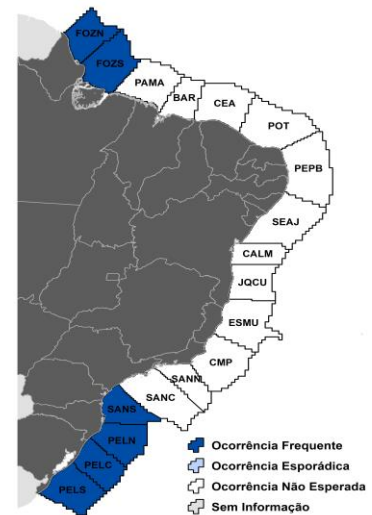 FOZN
FOZS
PAMA
BAR
CEA
POT
PEPB
SEAJ
CALM
JQCU
ESMU
CMP
SANN
SANC
SANS
PELN
PELC
PELS
Ocorrência Frequente
Ocorrência Esporádica
Ocorrência Não Esperada
Sem Informação